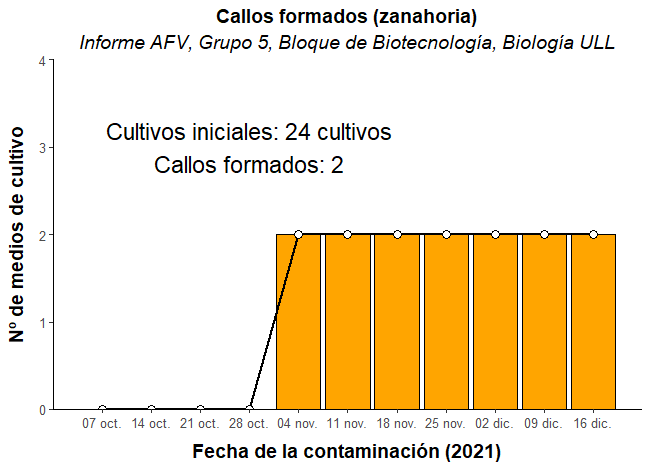 Callos formados (zanahoria)
Informe AFV, Grupo 5, Bloque de Biotecnología, Biología ULL
Cultivos iniciales: 24 cultivos
Callos formados: 2
Nº de medios de cultivo
4
3
2
1
0
07 oct. 14 oct. 21 oct. 28 oct. 04 nov. 11 nov. 18 nov. 25 nov. 02 dic. 09 dic. 16 dic.
Fecha de la contaminación (2021)